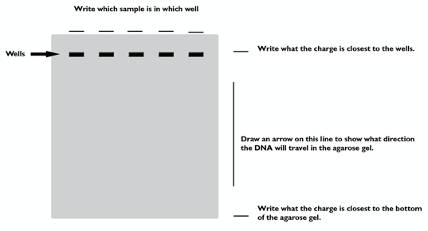 Write which sample is in which well
Write what the charge is closest to the wells.
Wells
Draw an arrow on this line to show what direction
the DNA will travel in the agarose gel.
Write what the charge is closest to the bottom
of the agarose gel.